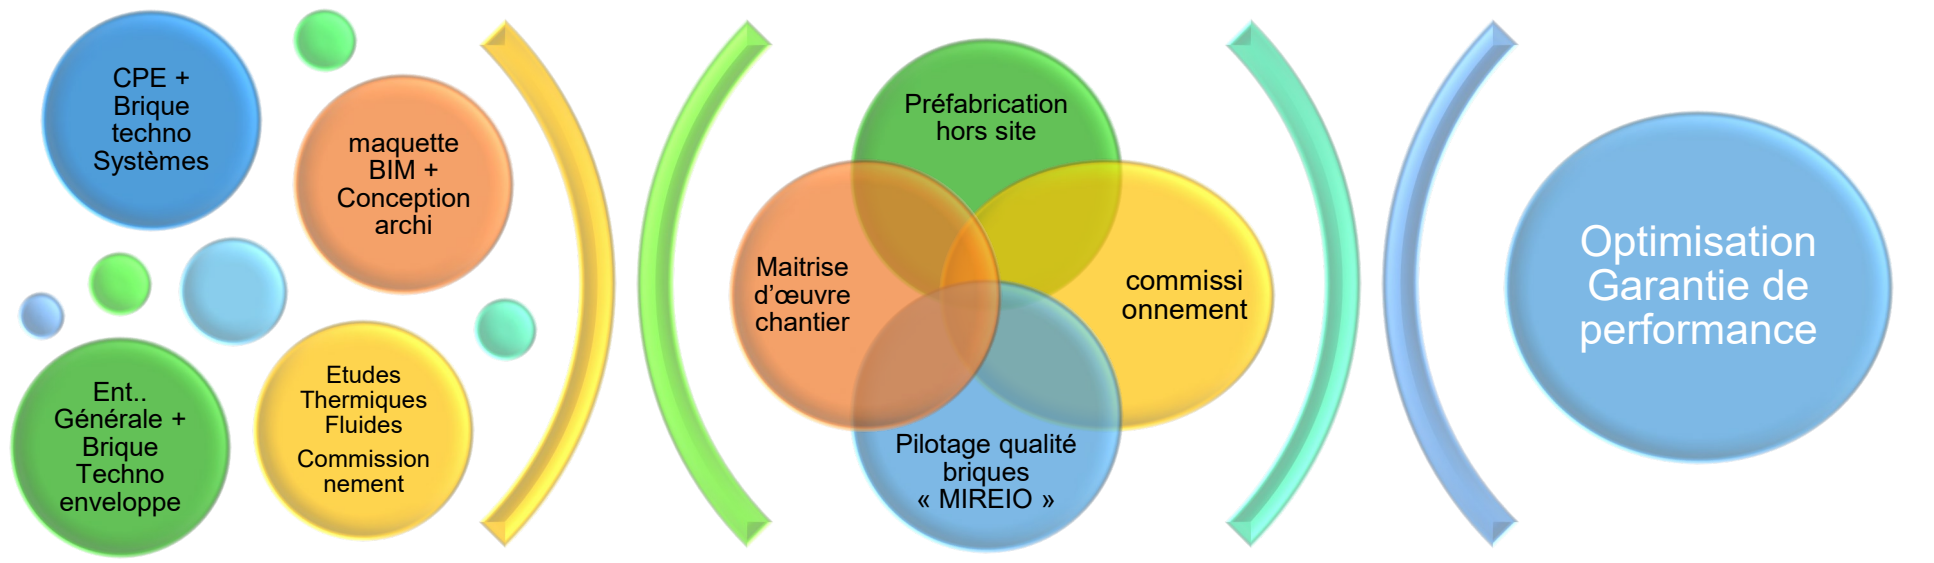 CPE +
Brique
techno
Systèmes
maquette
BIM +
Conception
archi
Ent..
Générale +
Brique
Techno
enveloppe
Etudes
Thermiques
Fluides
Commission
nement
Préfabrication
hors site
Maitrise
d’œuvre
chantier
commissi
onnement
Pilotage qualité
briques
« MIREIO »
Optimisation
Garantie de
performance